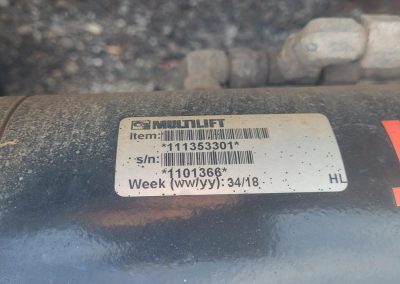 MULTILIFT
Item:
*111353301*
s/n:
*1101366*
Week (ww/yy): 34/18
HL